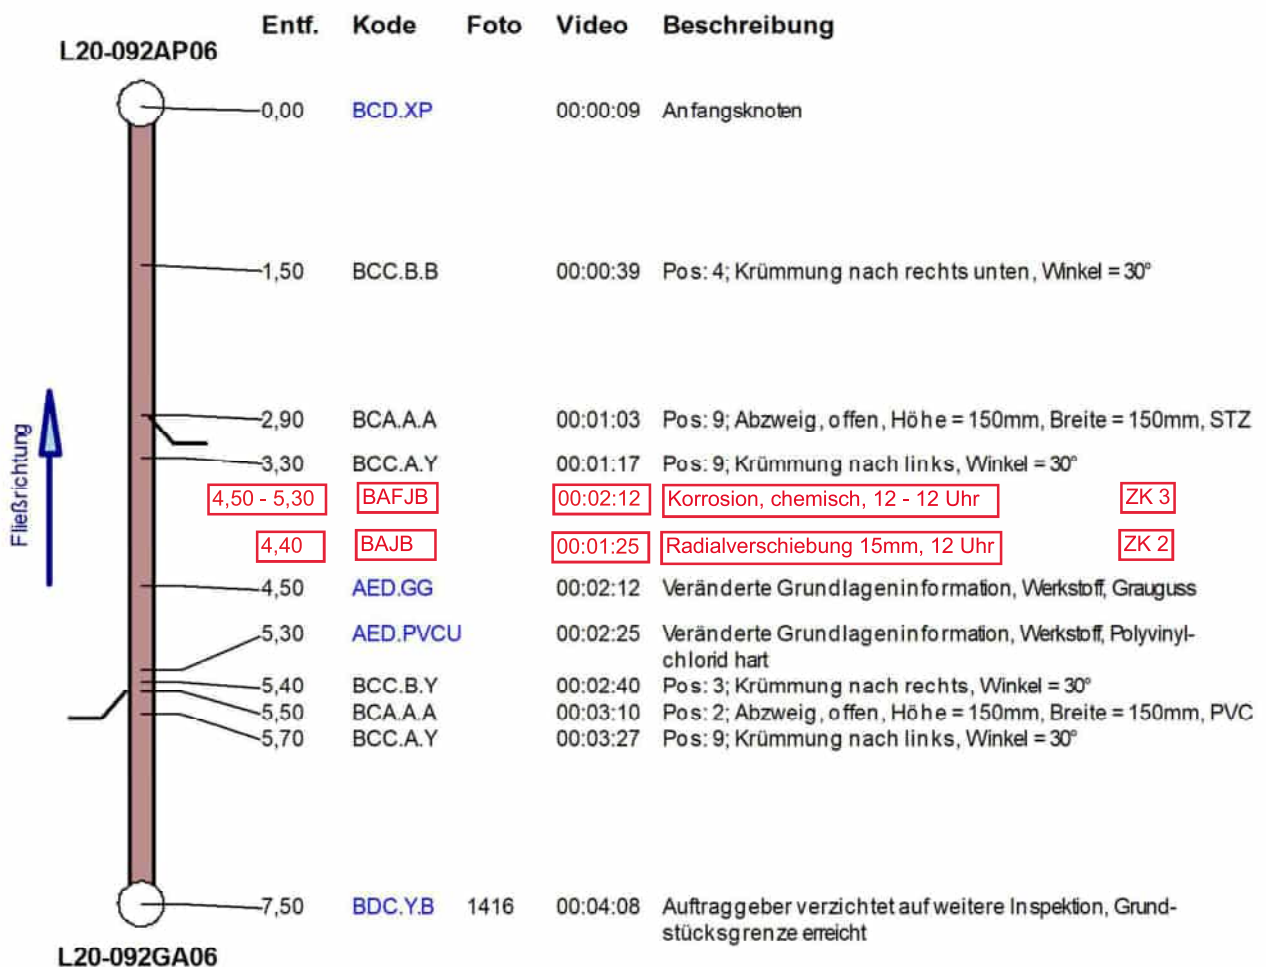 Entf. Kode Foto Video Beschreibung
L20-092AP06
0,00 BCD.XP 00:00:09 Anfangsknoten
1,50 BCC.B.B 00:00:39 Pos: 4; Krümmung nach rechts unten, Winkel = 30°
2,90 BCA.A.A 00:01:03 Pos: 9; Abzweig, offen, Höhe = 150mm, Breite = 150mm, STZ
3,30 BCC.A.Y 00:01:17 Pos: 9; Krümmung nach links, Winkel = 30°
4,50 - 5,30 BAFJB 00:02:12 Korrosion, chemisch, 12 - 12 Uhr ZK 3
4,40 BAJB 00:01:25 Radialverschiebung 15mm, 12 Uhr ZK 2
Fließrichtung
4,50 AED.GG 00:02:12 Veränderte Grundlageninformation, Werkstoff, Grauguss
5,30 AED.PVCU 00:02:25 Veränderte Grundlageninformation, Werkstoff, Polyvinyl-
chlorid hart
5,40 BCC.B.Y 00:02:40 Pos: 3; Krümmung nach rechts, Winkel = 30°
5,50 BCA.A.A 00:03:10 Pos: 2; Abzweig, offen, Höhe = 150mm, Breite = 150mm, PVC
5,70 BCC.A.Y 00:03:27 Pos: 9; Krümmung nach links, Winkel = 30°
7,50 BDC.Y.B 1416 00:04:08 Auftraggeber verzichtet auf weitere Inspektion, Grund-
stücksgrenze erreicht
L20-092GA06